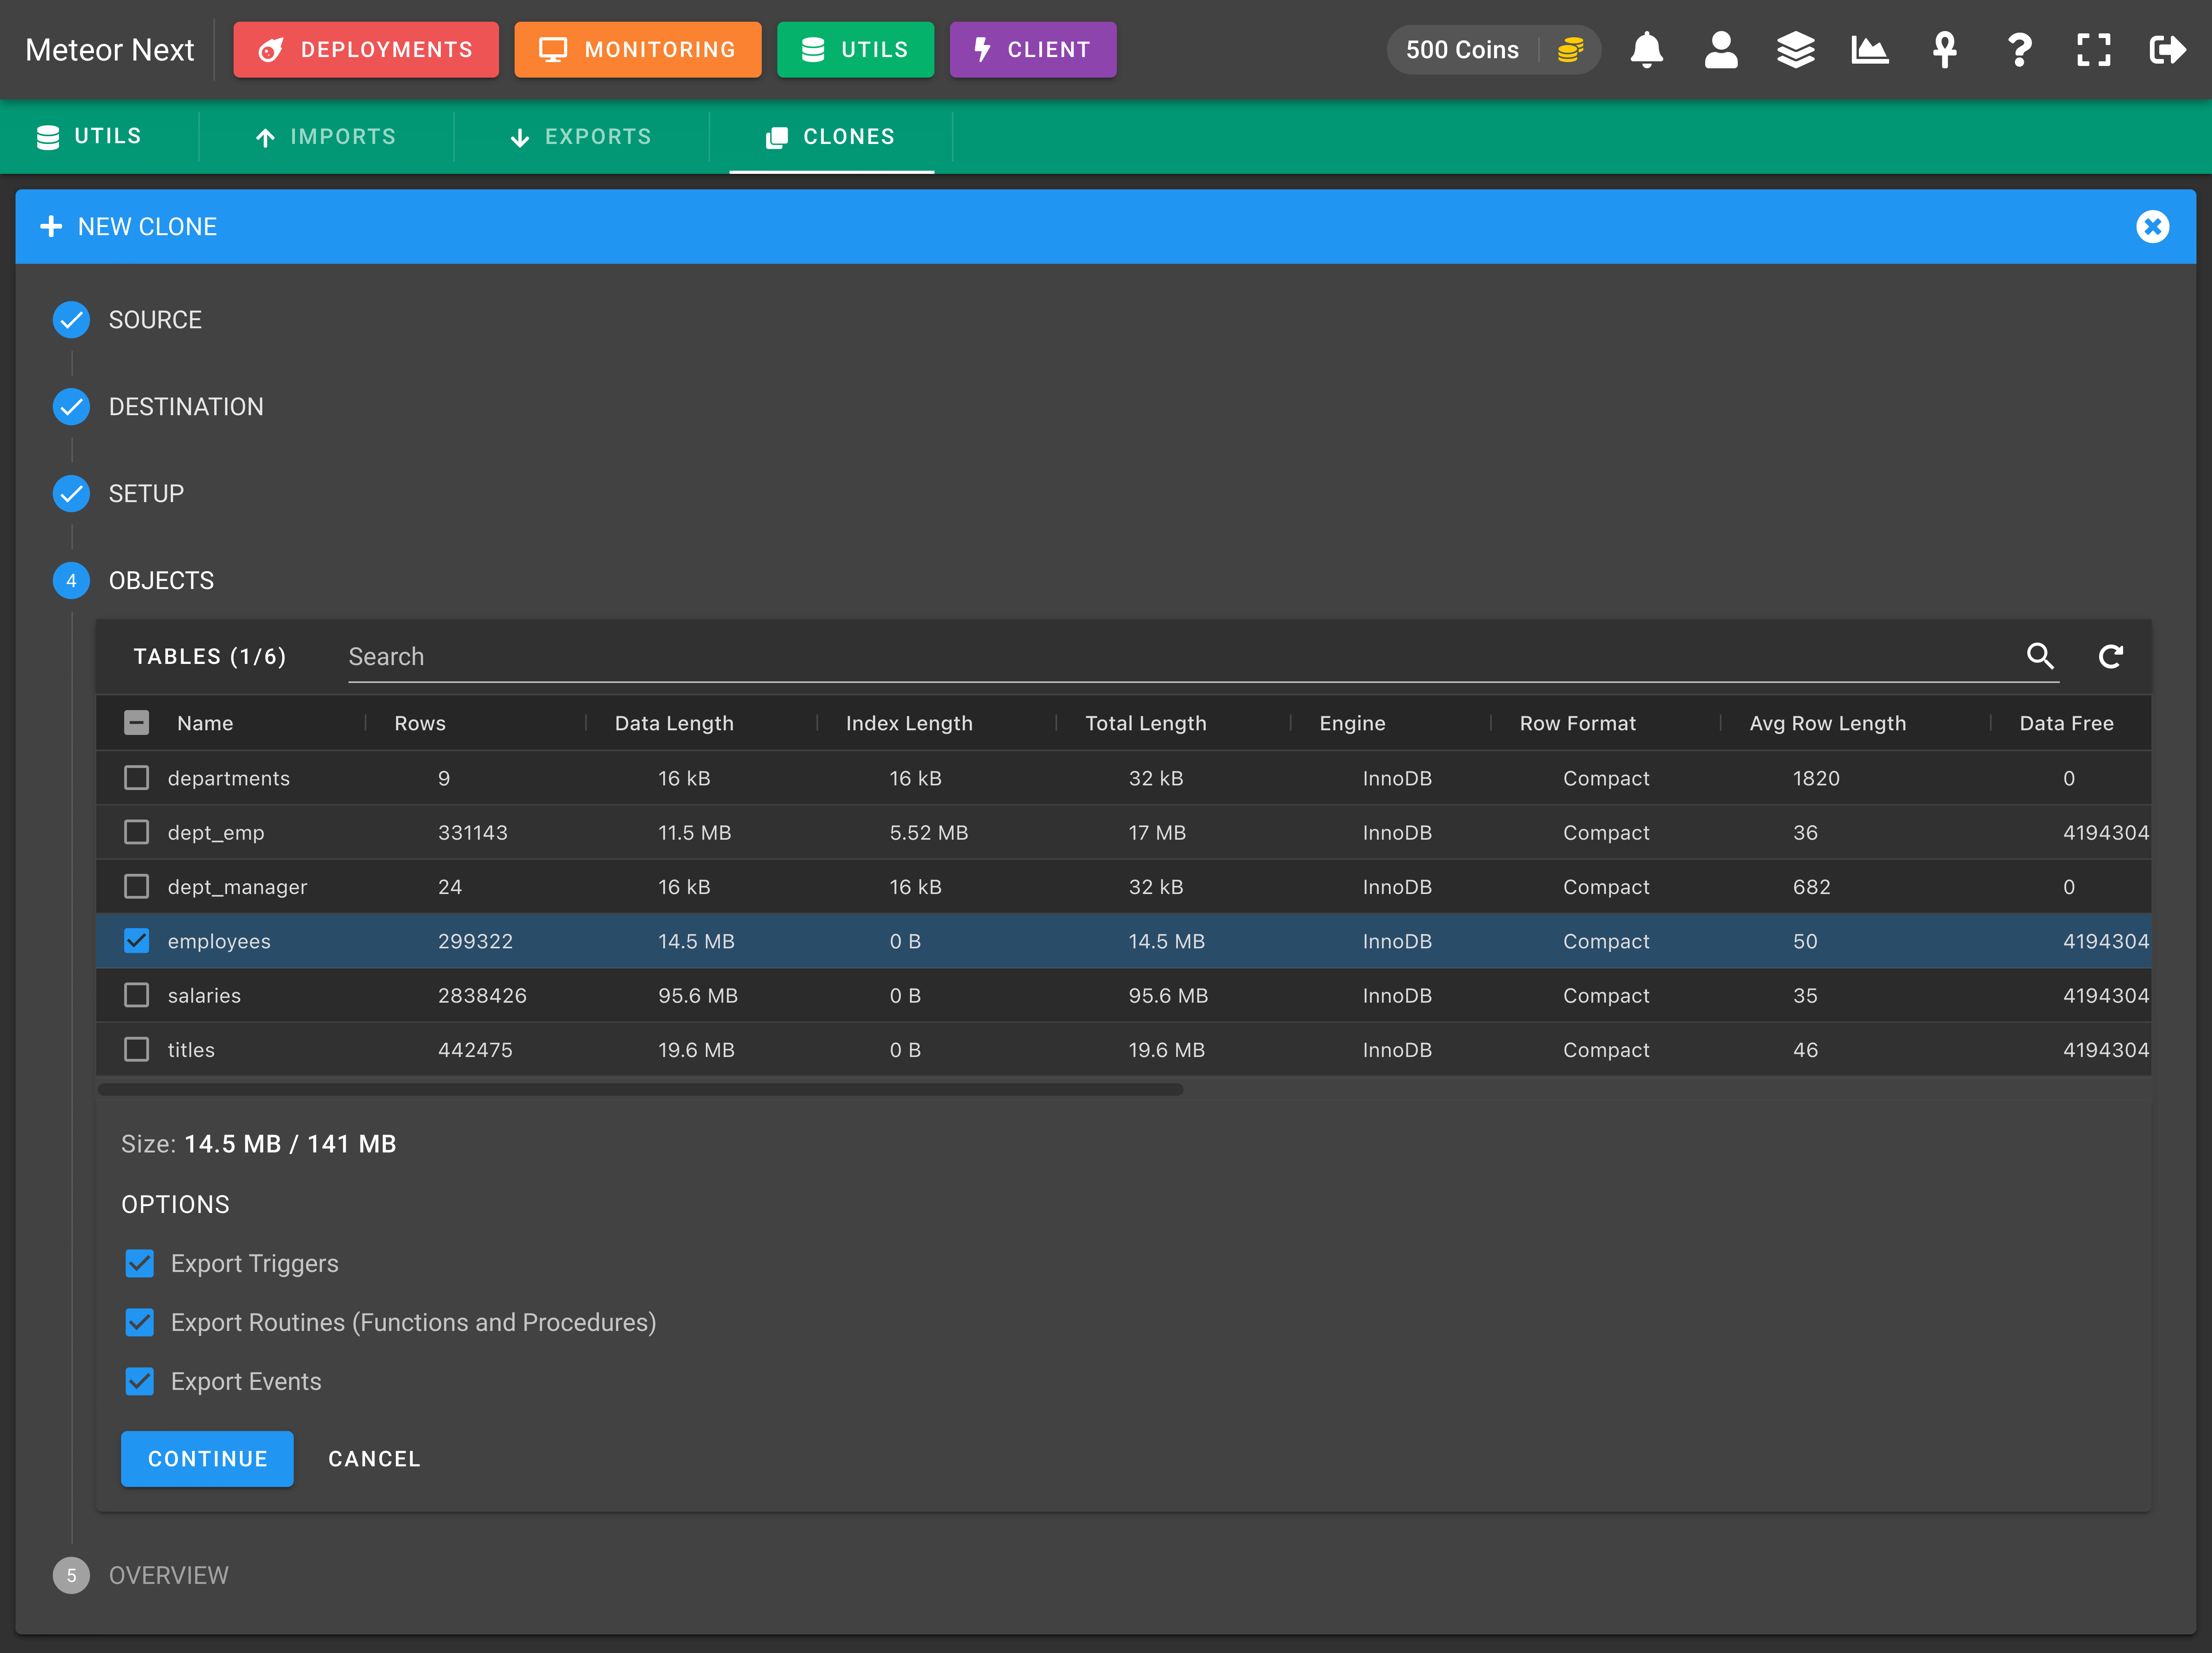 Meteor Next
DEPLOYMENTS
MONITORING
UTILS
CLIENT
500 Coins
UTILS
IMPORTS
EXPORTS
CLONES
NEW CLONE
SOURCE
DESTINATION
SETUP
4 OBJECTS
TABLES (1/6) Search
Name Rows Data Length Index Length Total Length Engine Row Format Avg Row Length Data Free
departments 9 16 kB 16 kB 32 kB InnoDB Compact 1820 0
dept_emp 331143 11.5 MB 5.52 MB 17 MB InnoDB Compact 36 4194304
dept_manager 24 16 kB 16 kB 32 kB InnoDB Compact 682 0
employees 299322 14.5 MB 0 B 14.5 MB InnoDB Compact 50 4194304
salaries 2838426 95.6 MB 0 B 95.6 MB InnoDB Compact 35 4194304
titles 442475 19.6 MB 0 B 19.6 MB InnoDB Compact 46 4194304
Size: 14.5 MB / 141 MB
OPTIONS
Export Triggers
Export Routines (Functions and Procedures)
Export Events
CONTINUE CANCEL
5 OVERVIEW